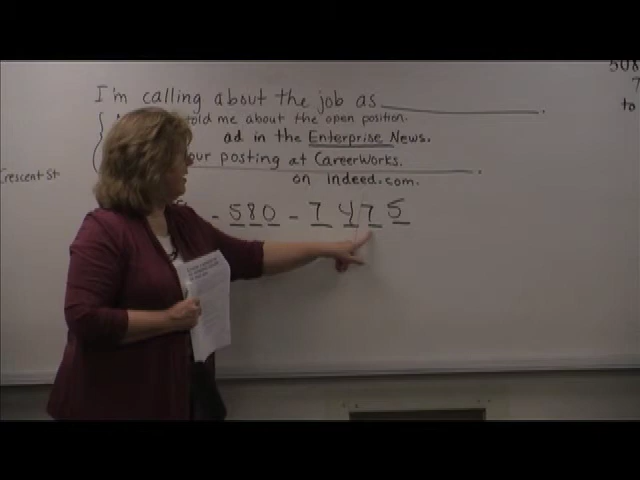 508
7
to
I'm calling about the job as
told me about the open position.
ad in the Enterprise News.
our posting at CareerWorks.
on indeed.com.
Crescent St
- 580 - 7475